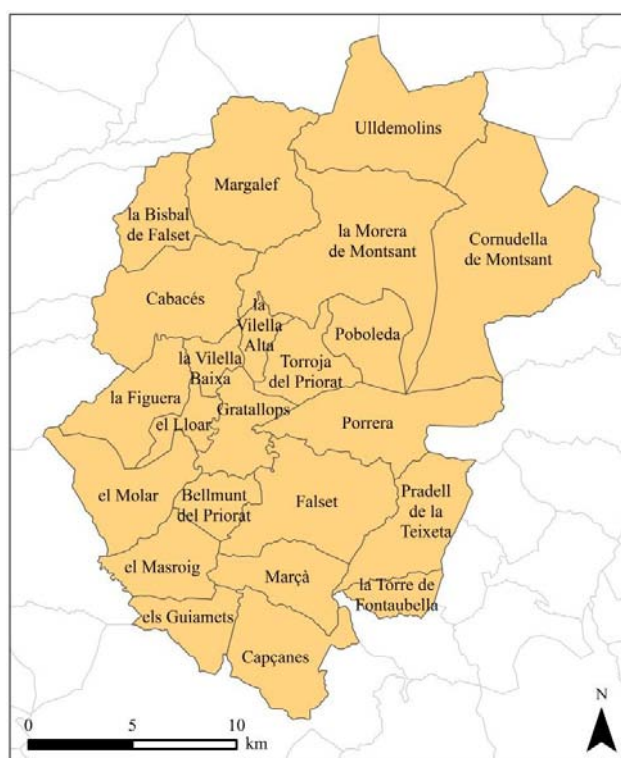 Ulldemolins
Margalef
la Bisbal
de Falset
la Morera
de Montsant
Cornudella
de Montsant
Cabacés
la
Vilella
Alta
Poboleda
la Vilella
Baixa
Torroja
del Priorat
la Figuera
Gratallops
el Lloar
Porrera
el Molar
Bellmunt
del Priorat
Falset
Pradell
de la
Teixeta
el Masroig
Marçà
la Torre de
Fontaubella
els Guiamets
Capçanes
N
0 5 10
km